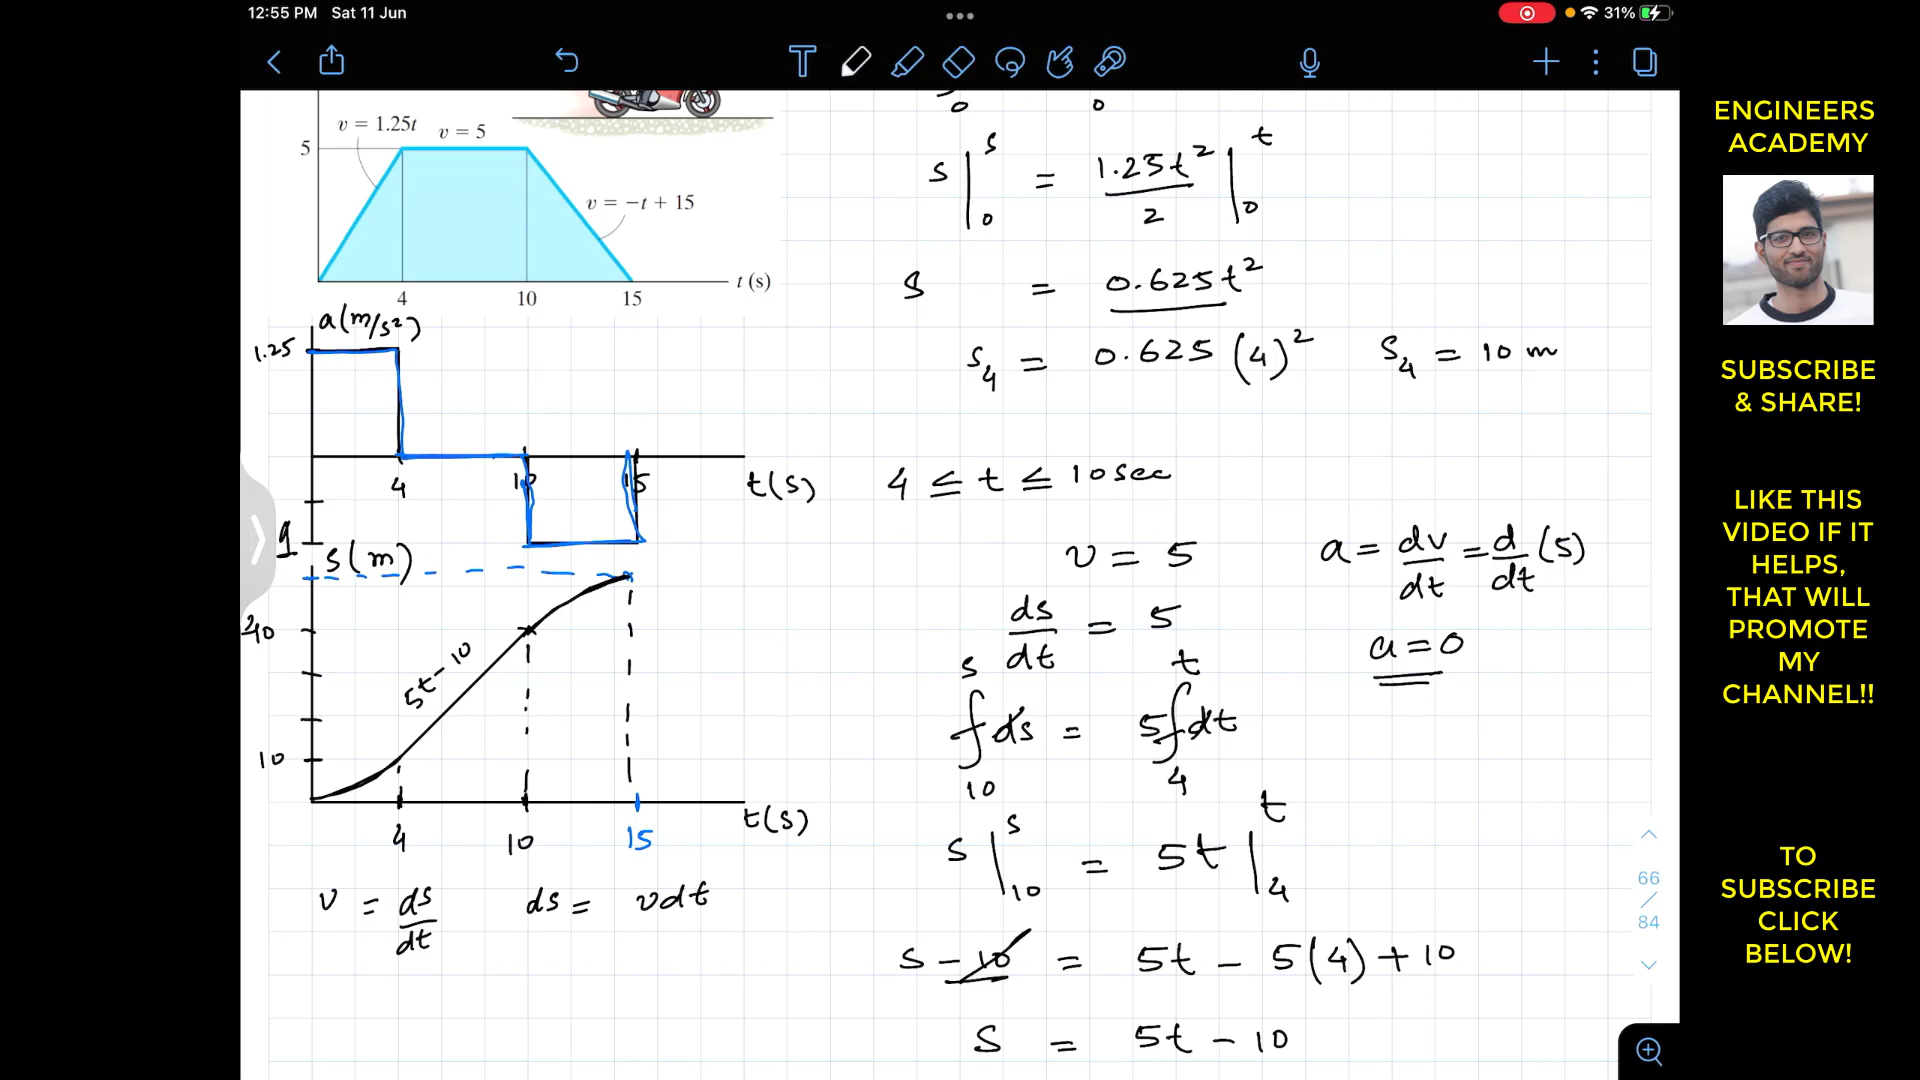 12:55 PM Sat 11 Jun
31%
v = 1.25t
v = 5
5
v = −t + 15
t (s)
4 10 15
a(m/s²)
1.25
4 10 15 t(s)
s(m)
40
5t - 10
10
4 10 15 t(s)
v = ds/dt ds = vdt
0 0
s |₀ˢ = 1.25t²/2 |₀ᵗ
s = 0.625t²
s₄ = 0.625 (4)² s₄ = 10 m
4 ≤ t ≤ 10 sec
v = 5 a = dv/dt = d/dt (5)
ds/dt = 5 a = 0
∫₁₀ˢ ds = 5∫₄ᵗ dt
s |₁₀ˢ = 5t |₄ᵗ
s - 10 = 5t - 5(4) + 10
s = 5t - 10
66
/
84
ENGINEERS
ACADEMY
SUBSCRIBE
& SHARE!
LIKE THIS
VIDEO IF IT
HELPS,
THAT WILL
PROMOTE
MY
CHANNEL!!
TO
SUBSCRIBE
CLICK
BELOW!